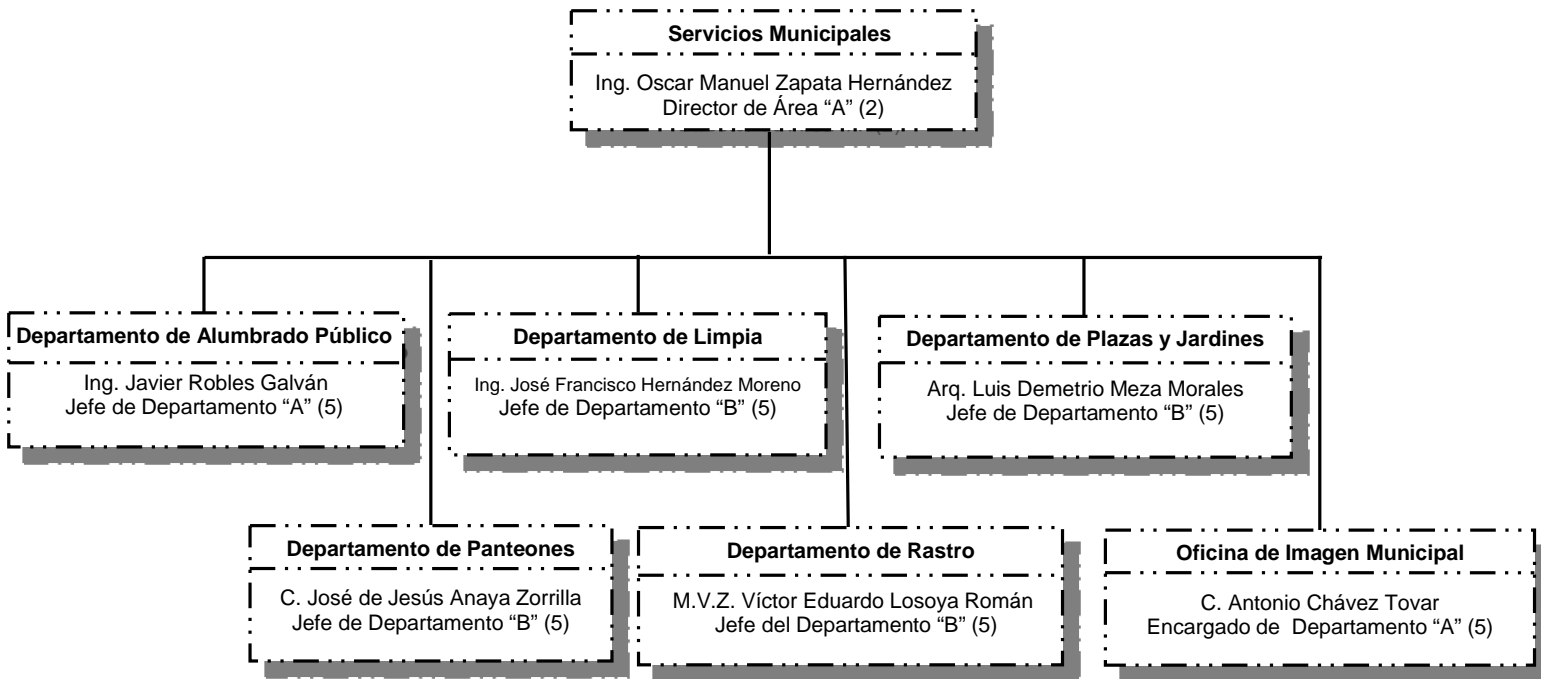 Servicios Municipales
Ing. Oscar Manuel Zapata Hernández
Director de Área “A” (2)
Departamento de Alumbrado Público
Ing. Javier Robles Galván
Jefe de Departamento “A” (5)
Departamento de Limpia
Ing. José Francisco Hernández Moreno
Jefe de Departamento “B” (5)
Departamento de Plazas y Jardines
Arq. Luis Demetrio Meza Morales
Jefe de Departamento “B” (5)
Departamento de Panteones
C. José de Jesús Anaya Zorrilla
Jefe de Departamento “B” (5)
Departamento de Rastro
M.V.Z. Víctor Eduardo Losoya Román
Jefe del Departamento “B” (5)
Oficina de Imagen Municipal
C. Antonio Chávez Tovar
Encargado de  Departamento “A” (5)